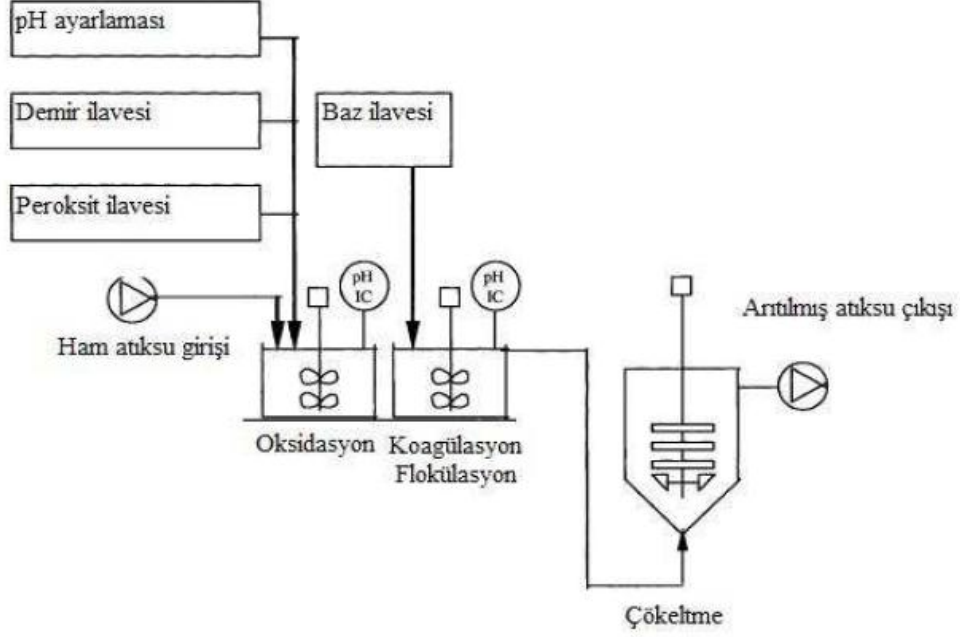 pH ayarlaması
Demir ilavesi
Baz ilavesi
Peroksit ilavesi
pH
IC
pH
IC
Ham atıksu girişi
Arıtılmış atıksu çıkışı
Oksidasyon
Koagülasyon
Flokülasyon
Çökeltme